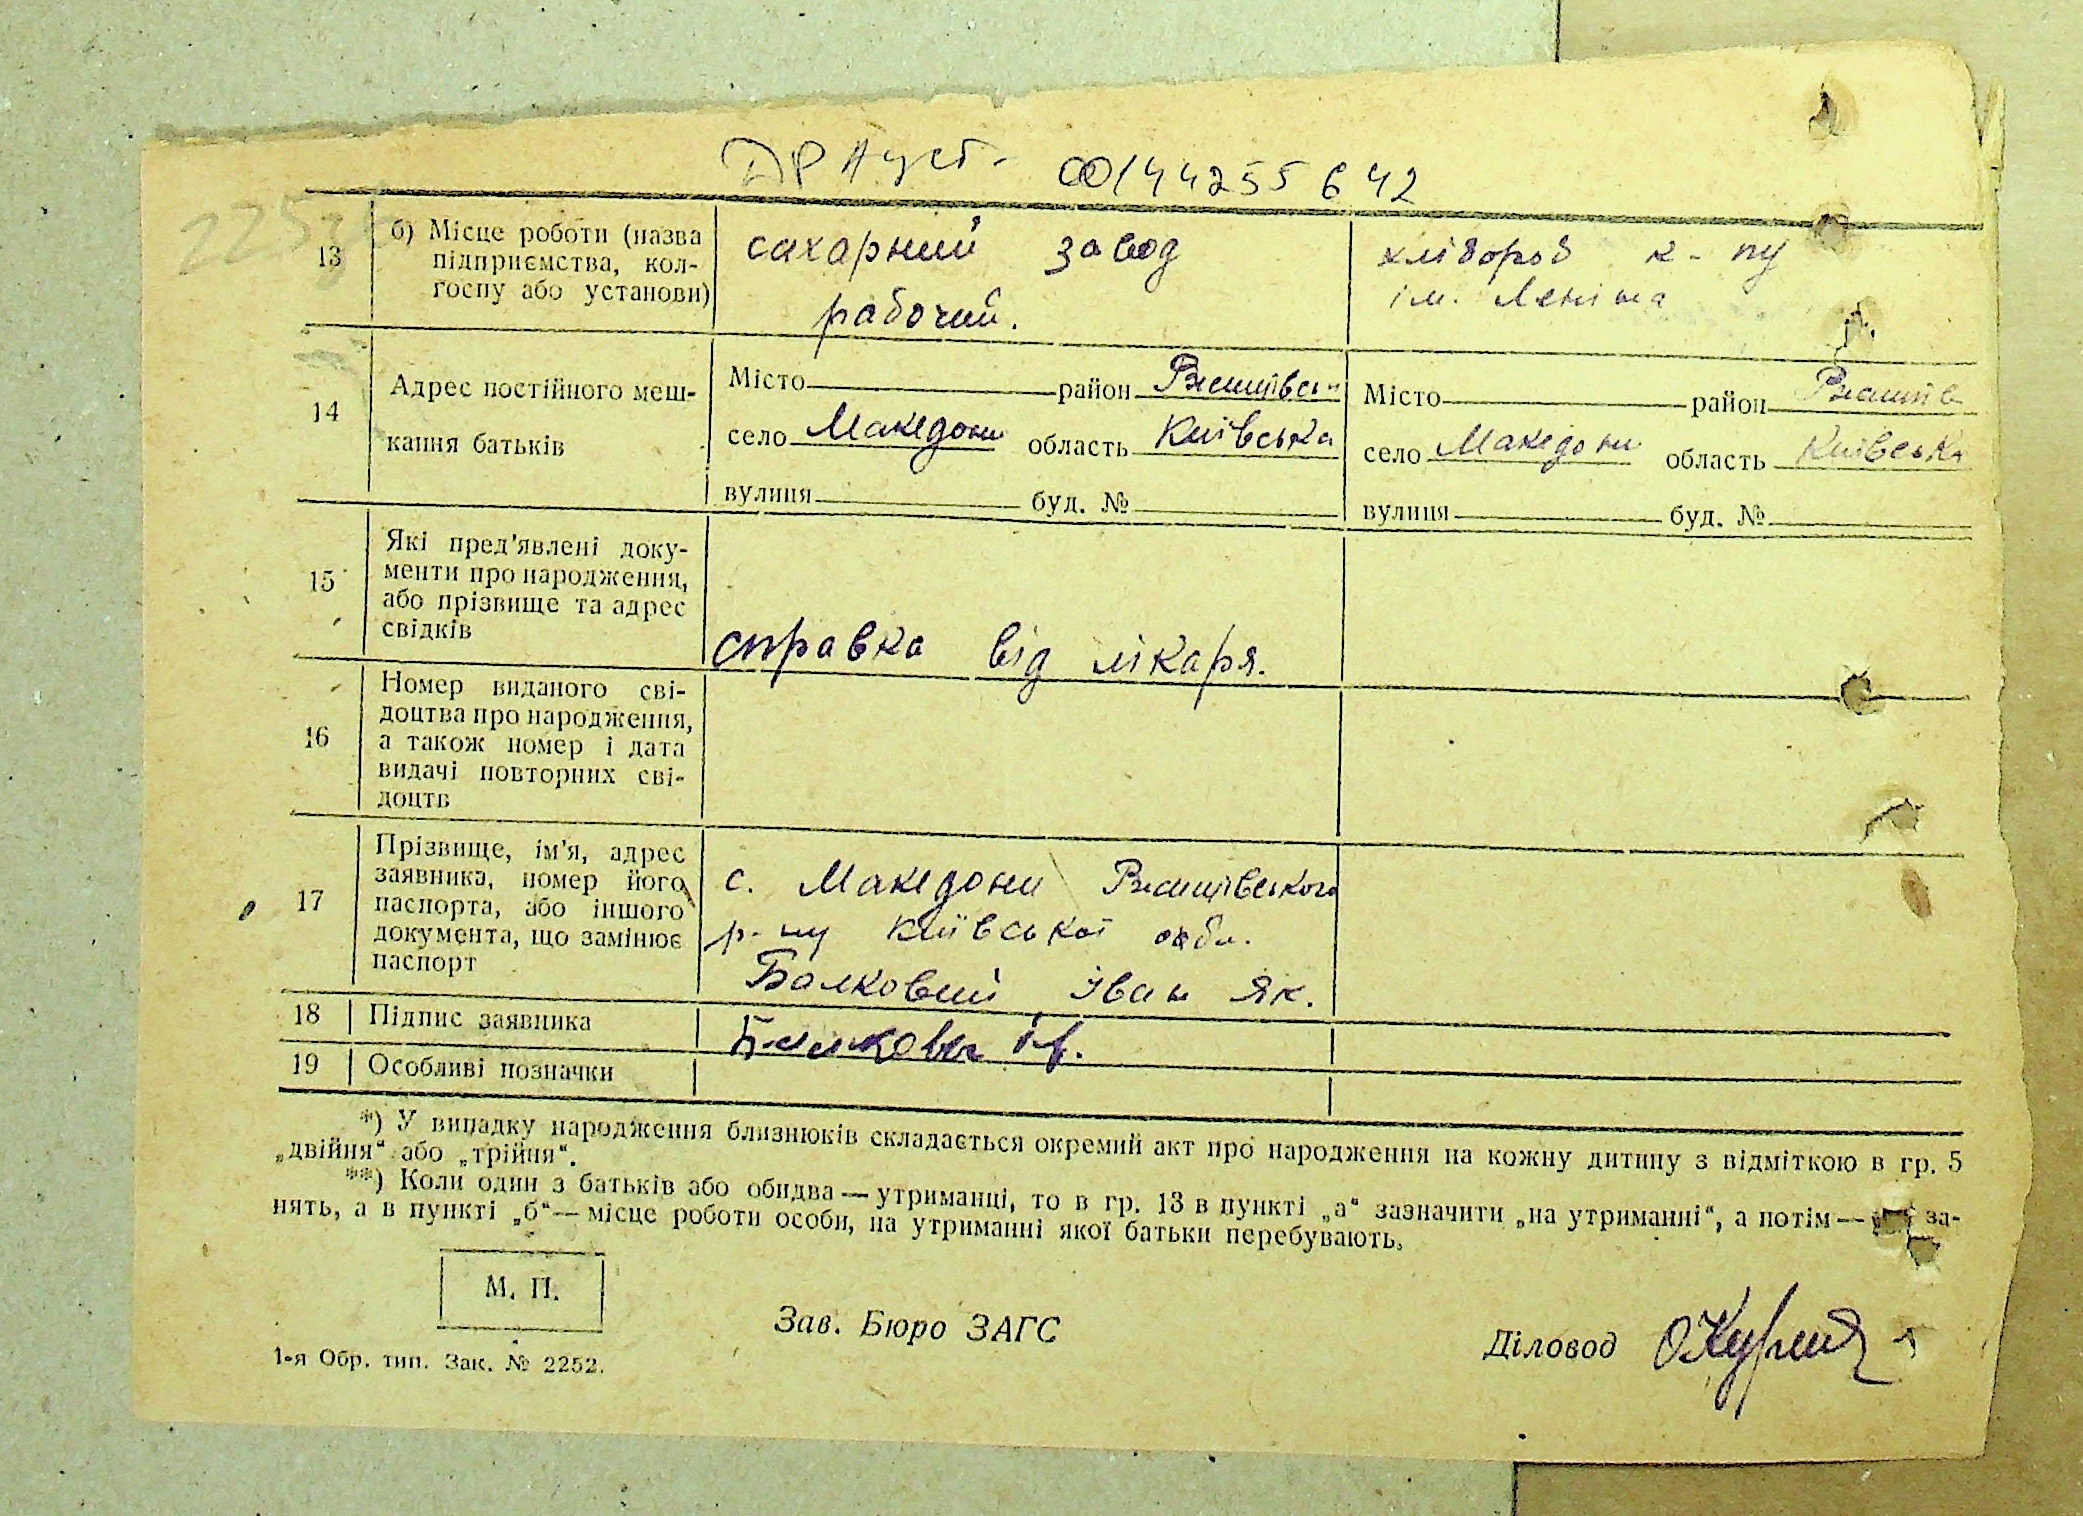 00144255642
13 б) Місце роботи (назва
підприємства, кол-
госпу або установи)
сахарний завод
рабочий.
хлібороб к-пу
ім. Леніна
14 Адрес постійного меш-
кання батьків
Місто район Ржищівськ
село Македони область Київська
вулиця буд. №
Місто район Ржищів
село Македони область Київська
вулиця буд. №
15 Які пред'явлені доку-
менти про народження,
або прізвище та адрес
свідків
справка від лікаря.
16 Номер виданого сві-
доцтва про народження,
а також номер і дата
видачі повторних сві-
доцтв
17 Прізвище, ім'я, адрес
заявника, номер його
паспорта, або іншого
документа, що замінює
паспорт
с. Македони Ржищівського
р-ну Київської обл.
Балковий Іван Як.
18 Підпис заявника
19 Особливі позначки
*) У випадку народження близнюків складається окремий акт про народження на кожну дитину з відміткою в гр. 5
„двійня“ або „трійня“.
**) Коли один з батьків або обидва — утриманці, то в гр. 13 в пункті „а“ зазначити „на утриманні“, а потім — за-
нять, а в пункті „б“ — місце роботи особи, на утриманні якої батьки перебувають.
М. П.
Зав. Бюро ЗАГС
Діловод
1-я Обр. тип. Зак. № 2252.